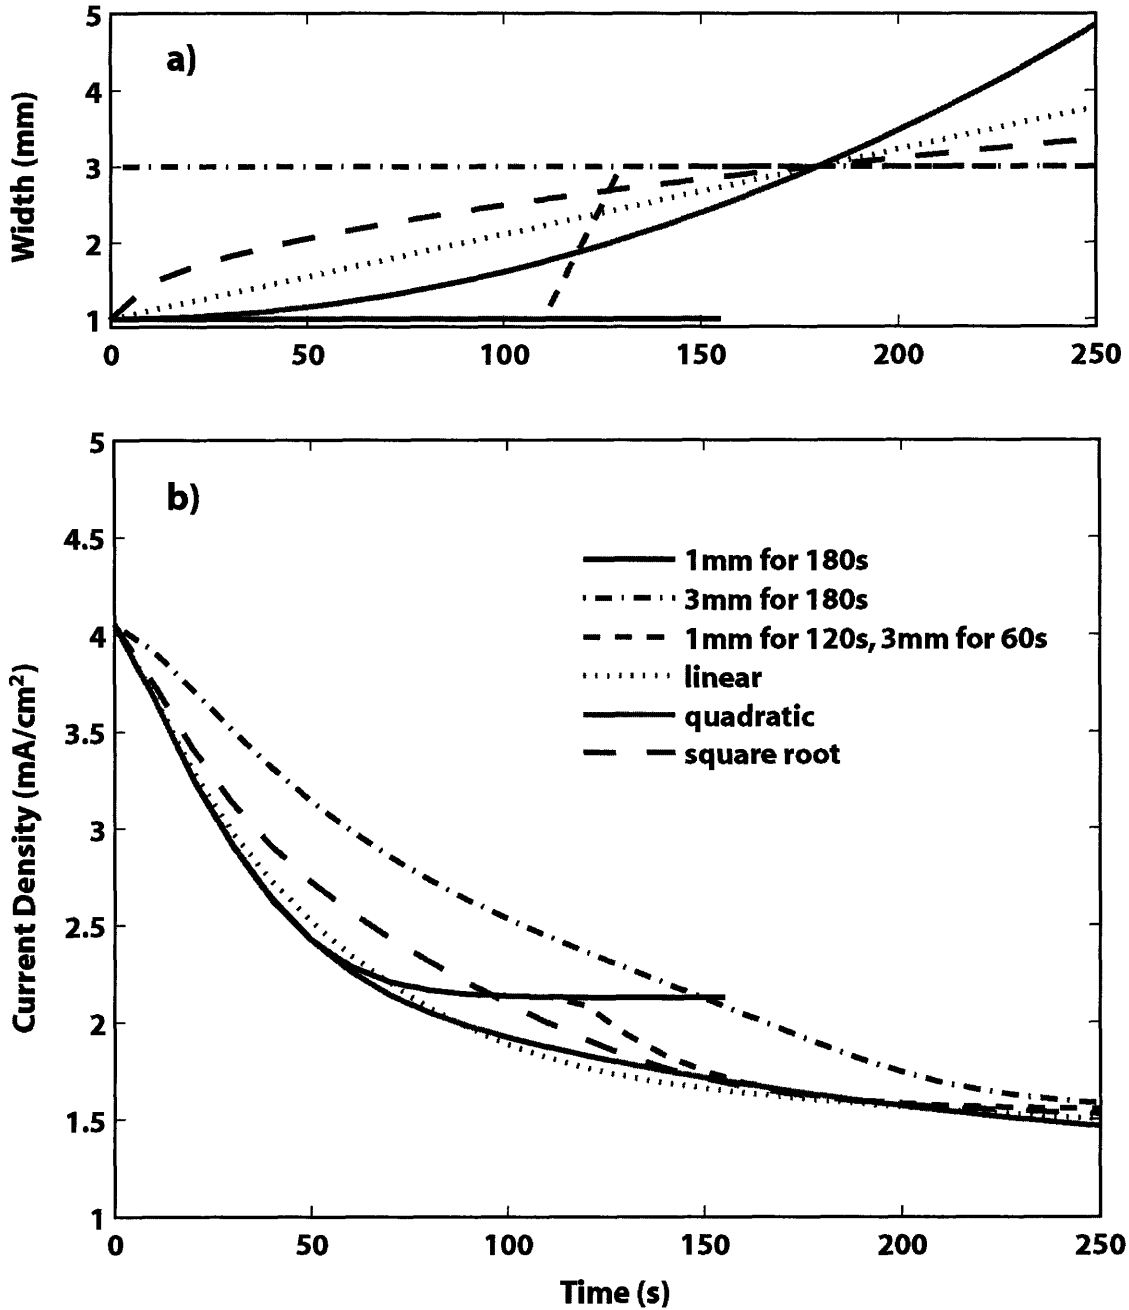 a)
Width (mm)
5
4
3
2
1
0 50 100 150 200 250
b)
Current Density (mA/cm²)
5
4.5
4
3.5
3
2.5
2
1.5
1
1mm for 180s
3mm for 180s
1mm for 120s, 3mm for 60s
linear
quadratic
square root
0 50 100 150 200 250
Time (s)